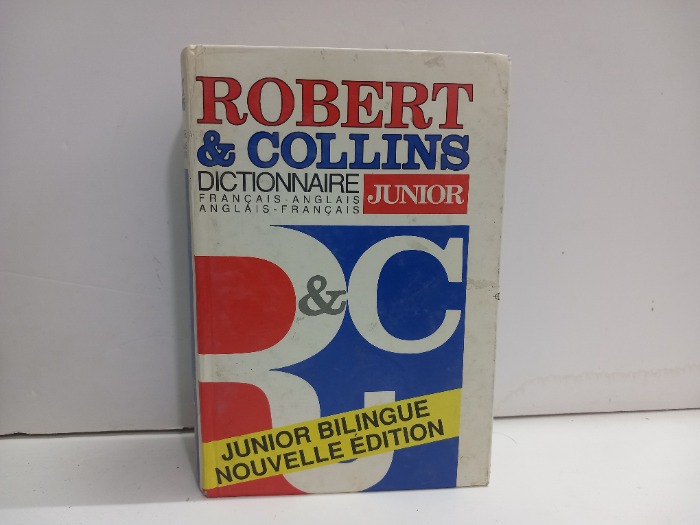 ROBERT
& COLLINS
DICTIONNAIRE
FRANÇAIS-ANGLAIS
ANGLAIS-FRANÇAIS
JUNIOR
R&C
J
JUNIOR BILINGUE
NOUVELLE ÉDITION